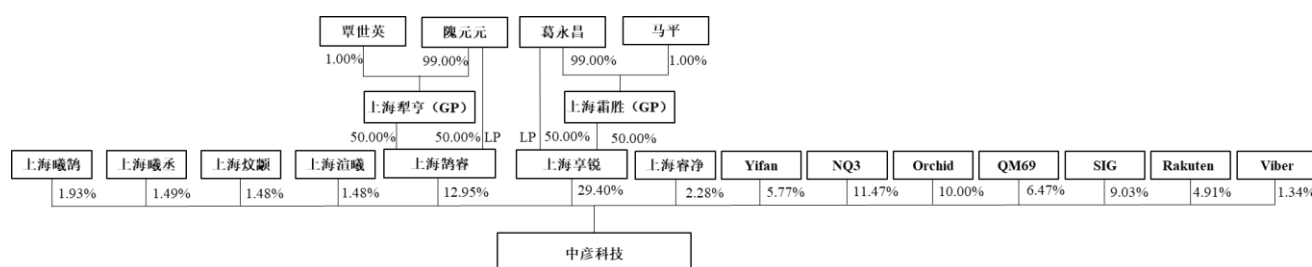 覃世英
隗元元
葛永昌
马平
1.00%
99.00%
99.00%
1.00%
上海犁亨（GP）
上海霜胜（GP）
50.00%
50.00%
LP
LP
50.00%
50.00%
上海曦鹄
上海曦丞
上海炆颛
上海渲曦
上海鹄睿
上海享锐
上海睿净
Yifan
NQ3
Orchid
QM69
SIG
Rakuten
Viber
1.93%
1.49%
1.48%
1.48%
12.95%
29.40%
2.28%
5.77%
11.47%
10.00%
6.47%
9.03%
4.91%
1.34%
中彦科技